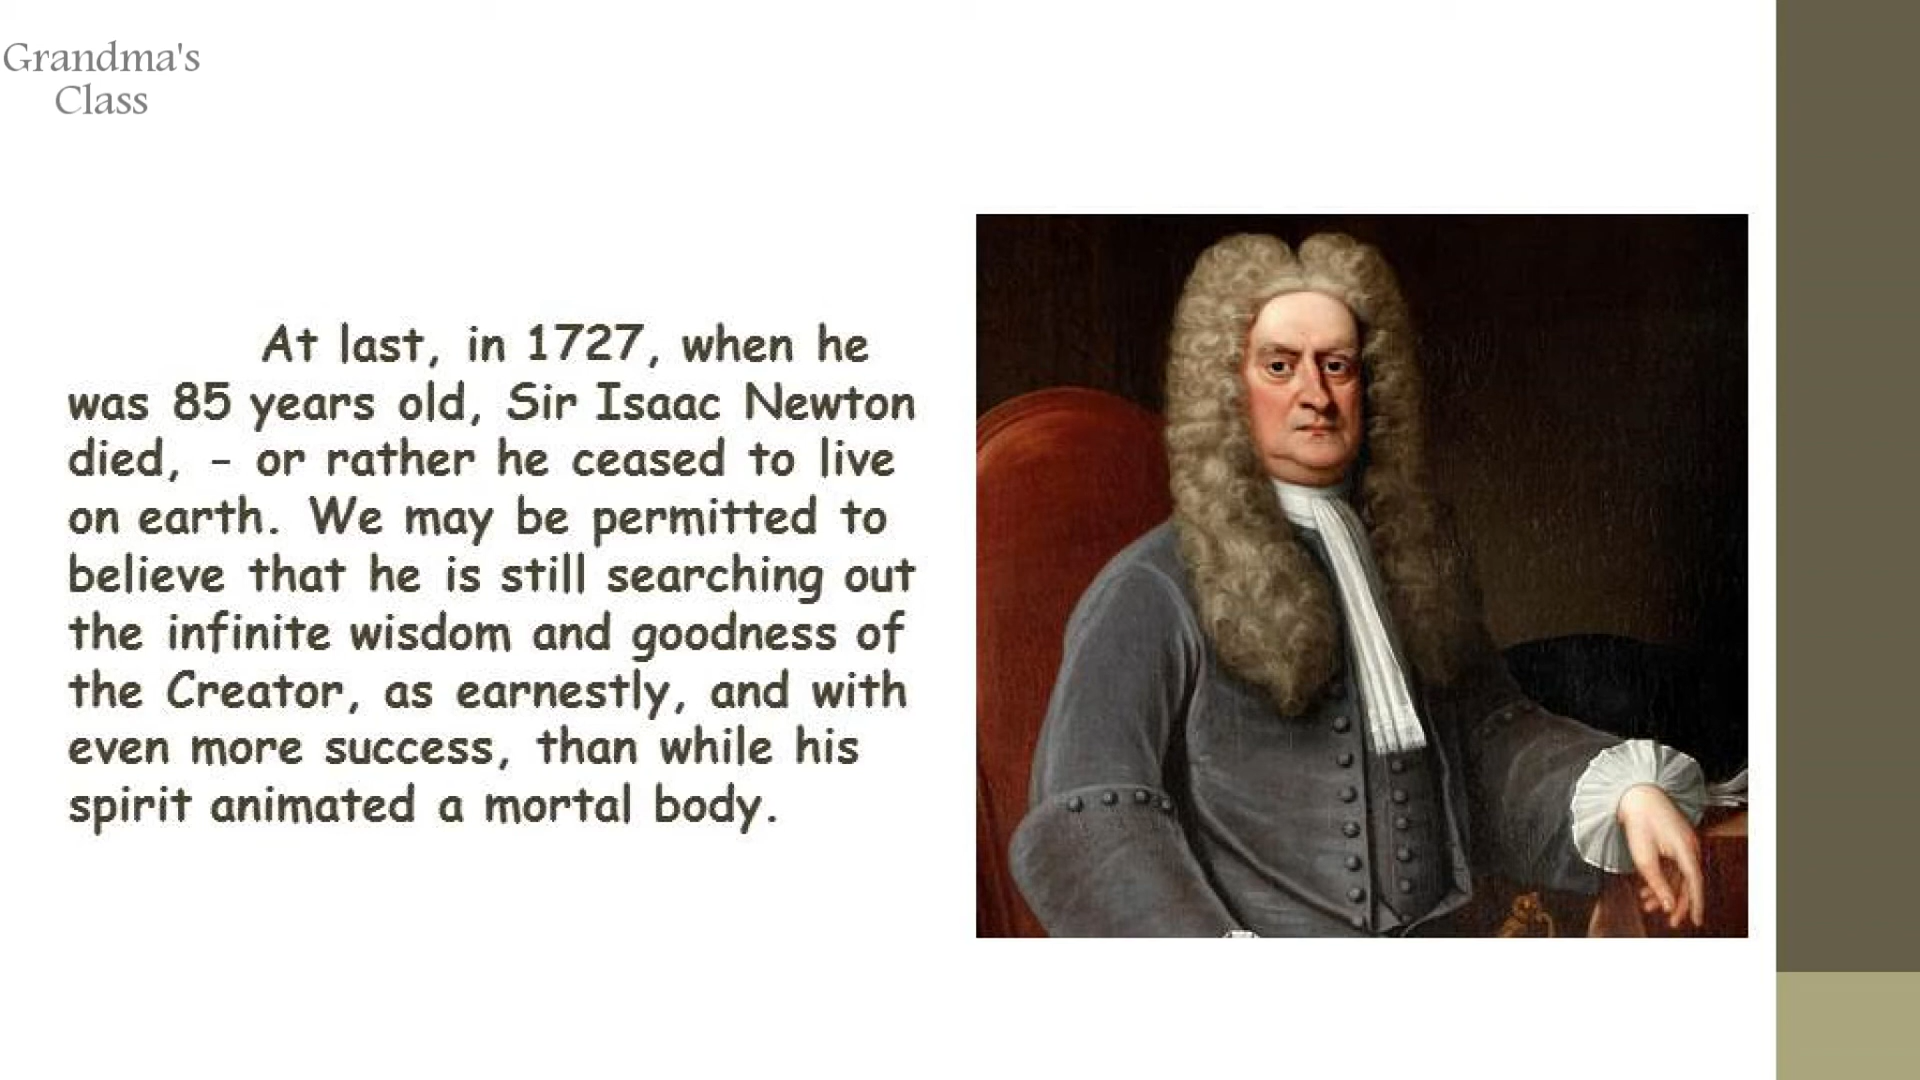 Grandma's
Class
At last, in 1727, when he
was 85 years old, Sir Isaac Newton
died, - or rather he ceased to live
on earth. We may be permitted to
believe that he is still searching out
the infinite wisdom and goodness of
the Creator, as earnestly, and with
even more success, than while his
spirit animated a mortal body.